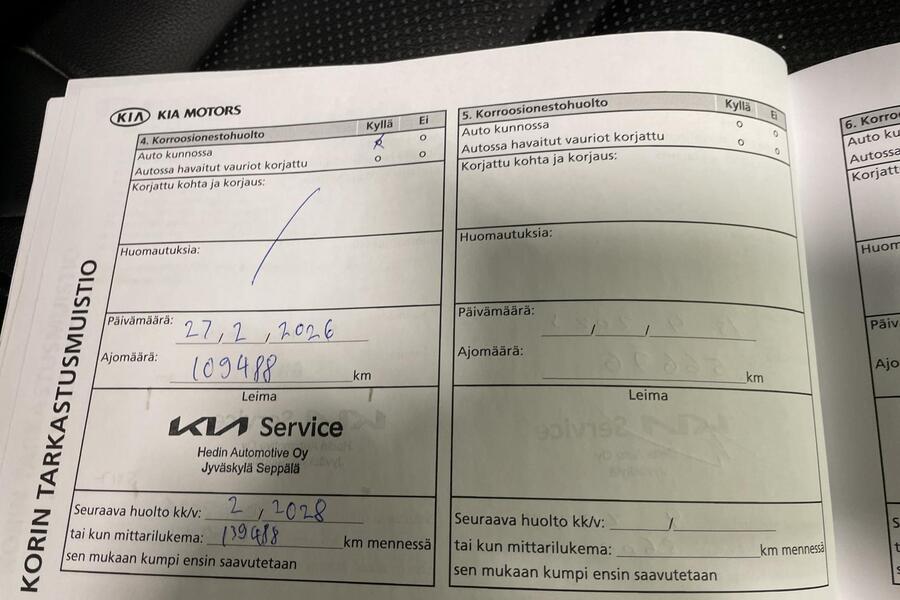 KIA KIA MOTORS
KORIN TARKASTUSMUISTIO
4. Korroosionestohuolto Kyllä Ei
Auto kunnossa
Autossa havaitut vauriot korjattu
Korjattu kohta ja korjaus:
Huomautuksia:
Päivämäärä: 27, 2, 2026
Ajomäärä: 109488 km
Leima
KIA Service
Hedin Automotive Oy
Jyväskylä Seppälä
Seuraava huolto kk/v: 2, 2028
tai kun mittarilukema: 139488 km mennessä
sen mukaan kumpi ensin saavutetaan
5. Korroosionestohuolto Kyllä Ei
Auto kunnossa
Autossa havaitut vauriot korjattu
Korjattu kohta ja korjaus:
Huomautuksia:
Päivämäärä: / /
Ajomäärä: km
Leima
Seuraava huolto kk/v: /
tai kun mittarilukema: km mennessä
sen mukaan kumpi ensin saavutetaan
6. Korro
Auto ku
Autossa
Korjatt
Huom
Päiv
Ajo
S
t
s